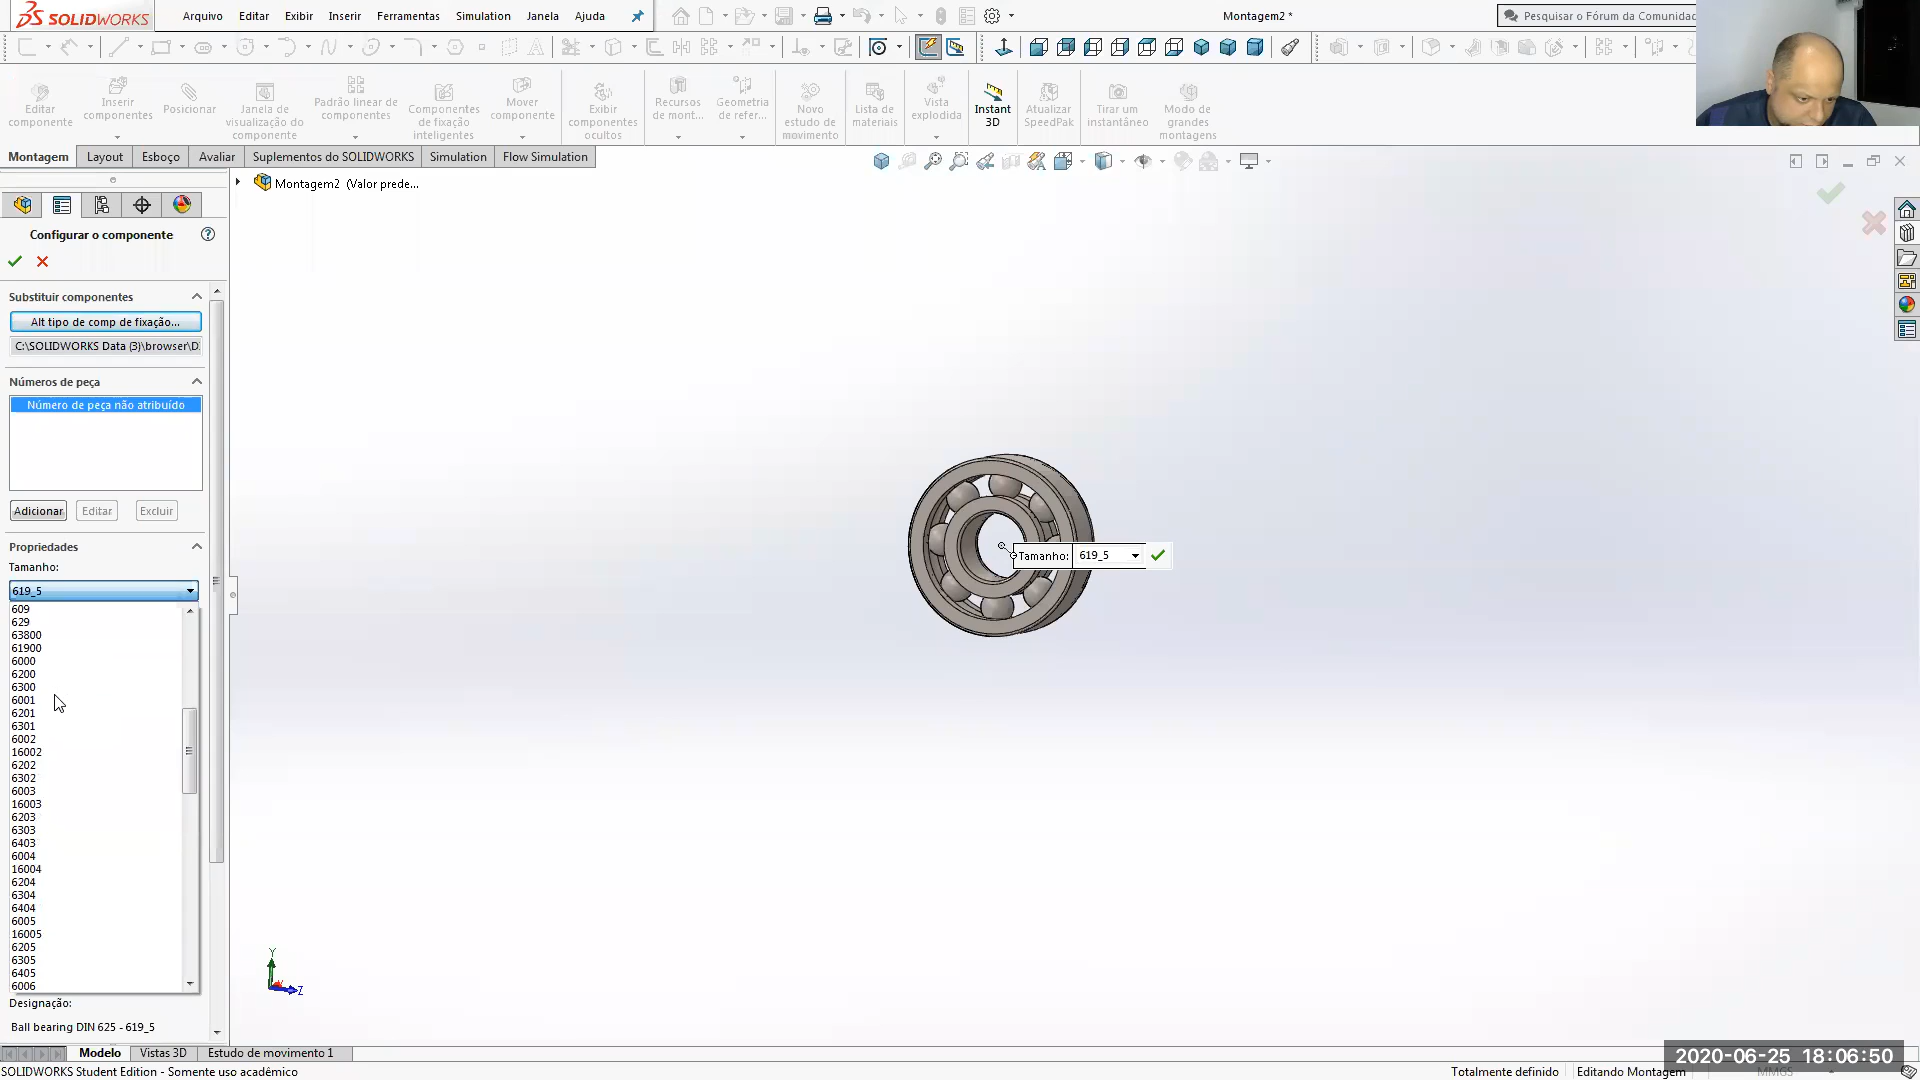 SOLIDWORKS
Arquivo Editar Exibir Inserir Ferramentas Simulation Janela Ajuda
Montagem2 *
Pesquisar o Fórum da Comunidac
Editar componente
Inserir componentes
Posicionar
Janela de visualização do componente
Padrão linear de componentes
Componentes de fixação inteligentes
Mover componente
Exibir componentes ocultos
Recursos de mont...
Geometria de refer...
Novo estudo de movimento
Lista de materiais
Vista explodida
Instant 3D
Atualizar SpeedPak
Tirar um instantâneo
Modo de grandes montagens
Montagem Layout Esboço Avaliar Suplementos do SOLIDWORKS Simulation Flow Simulation
Montagem2 (Valor prede...
Configurar o componente
Substituir componentes
Alt tipo de comp de fixação...
C:\SOLIDWORKS Data (3)\browser\D
Números de peça
Número de peça não atribuído
Adicionar Editar Excluir
Propriedades
Tamanho:
619_5
609
629
63800
61900
6000
6200
6300
6001
6201
6301
6002
16002
6202
6302
6003
16003
6203
6303
6403
6004
16004
6204
6304
6404
6005
16005
6205
6305
6405
6006
Designação:
Ball bearing DIN 625 - 619_5
Tamanho: 619_5
Y
Z
Modelo Vistas 3D Estudo de movimento 1
2020-06-25 18:06:50
SOLIDWORKS Student Edition - Somente uso acadêmico
Totalmente definido Editando Montagem MMGS